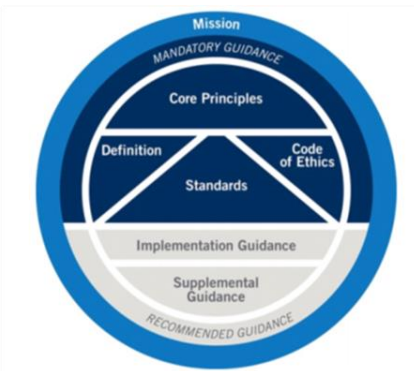 Mission
MANDATORY GUIDANCE
Core Principles
Definition
Code
of Ethics
Standards
Implementation Guidance
Supplemental
Guidance
RECOMMENDED GUIDANCE